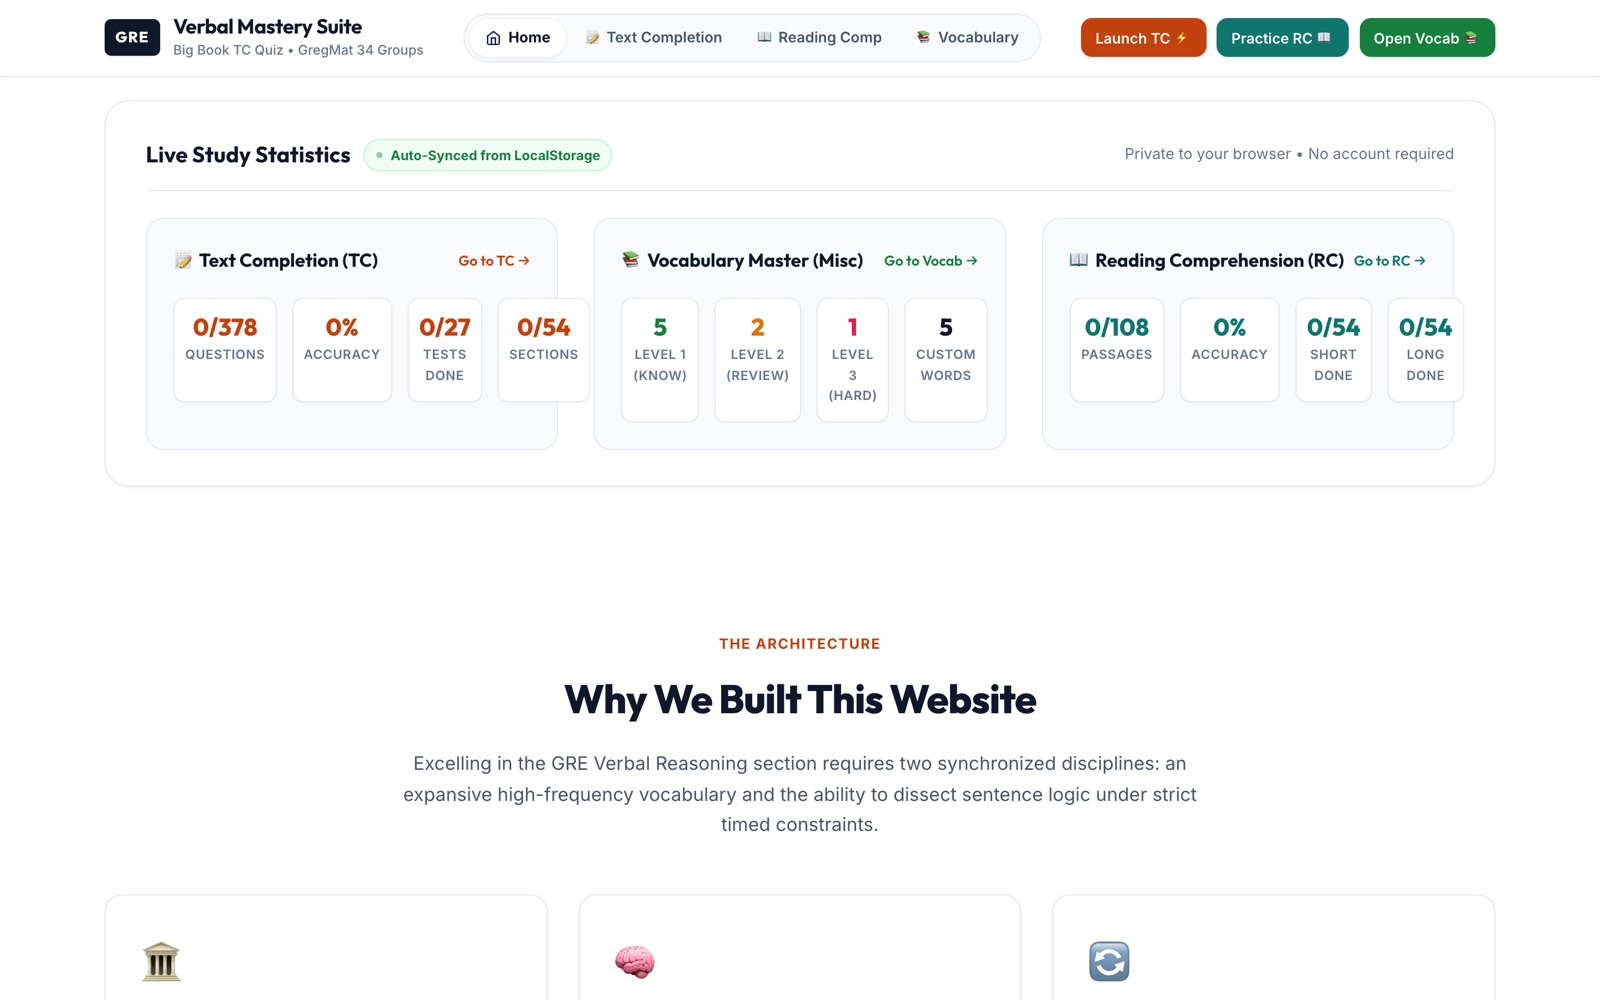 GRE
Verbal Mastery Suite
Big Book TC Quiz • GregMat 34 Groups
Home
Text Completion
Reading Comp
Vocabulary
Launch TC ⚡
Practice RC 📖
Open Vocab 📚
Live Study Statistics
Auto-Synced from LocalStorage
Private to your browser • No account required
📝 Text Completion (TC)
Go to TC →
0/378
QUESTIONS
0%
ACCURACY
0/27
TESTS
DONE
0/54
SECTIONS
📚 Vocabulary Master (Misc)
Go to Vocab →
5
LEVEL 1
(KNOW)
2
LEVEL 2
(REVIEW)
1
LEVEL
3
(HARD)
5
CUSTOM
WORDS
📖 Reading Comprehension (RC)
Go to RC →
0/108
PASSAGES
0%
ACCURACY
0/54
SHORT
DONE
0/54
LONG
DONE
THE ARCHITECTURE
Why We Built This Website
Excelling in the GRE Verbal Reasoning section requires two synchronized disciplines: an
expansive high-frequency vocabulary and the ability to dissect sentence logic under strict
timed constraints.